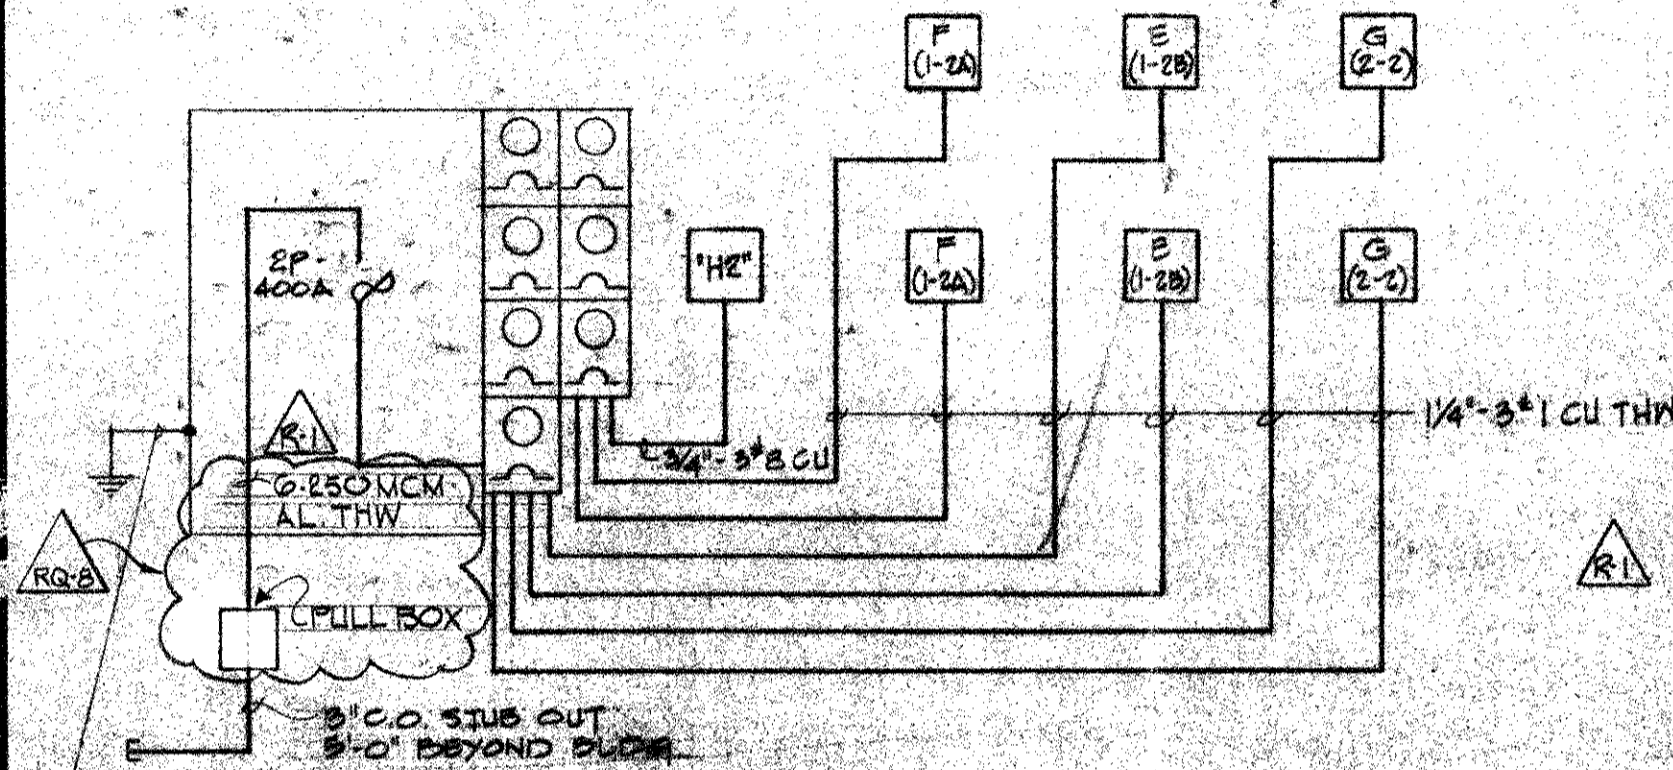 F
(1-2A)
E
(1-2B)
G
(2-2)
2P-
400A
"H2"
F
(1-2A)
E
(1-2B)
G
(2-2)
1 1/4"-3#1 CU THW
R-1
3/4"-3#8 CU
6-250 MCM
AL. THW
RQ-8
R-1
PULL BOX
3" C.O. STUB OUT
5'-0" BEYOND BLDG